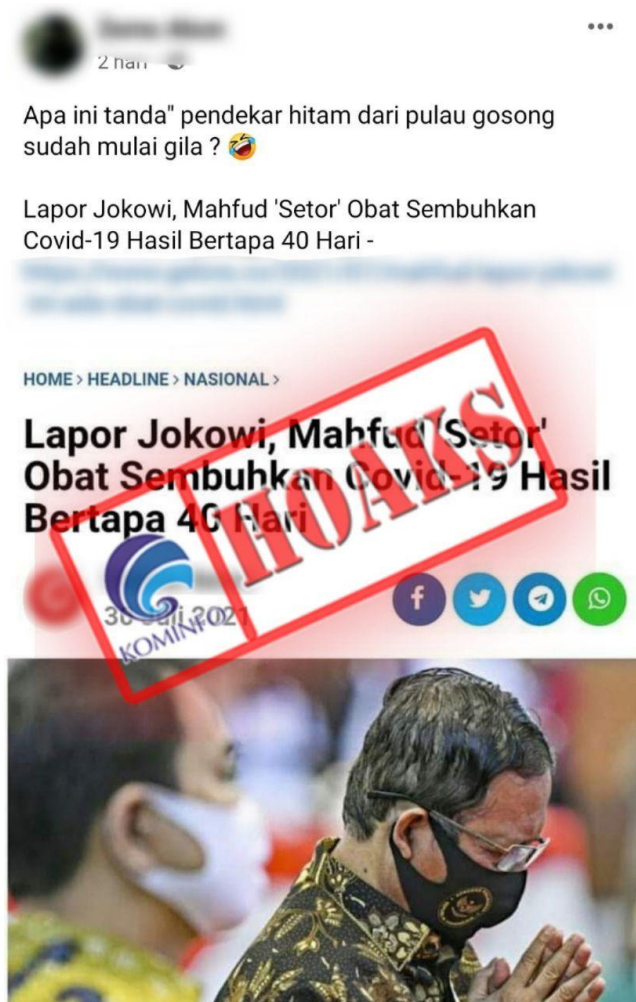 2 hari
Apa ini tanda" pendekar hitam dari pulau gosong
sudah mulai gila ? 🤣
Lapor Jokowi, Mahfud 'Setor' Obat Sembuhkan
Covid-19 Hasil Bertapa 40 Hari -
HOME > HEADLINE > NASIONAL >
Lapor Jokowi, Mahfud 'Setor'
Obat Sembuhkan Covid-19 Hasil
Bertapa 40 Hari
HOAKS
30 Juli 2021
KOMINFO